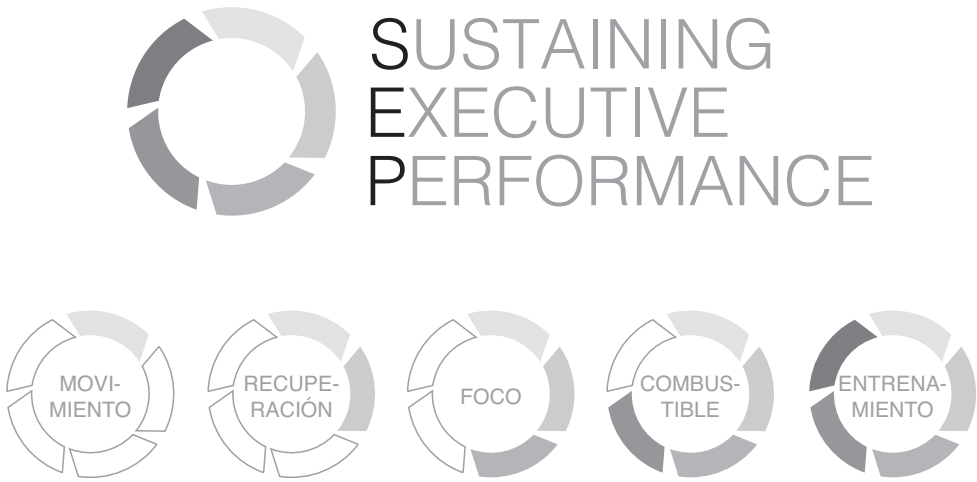 SUSTAINING
EXECUTIVE
PERFORMANCE
MOVI-
MIENTO
RECUPE-
RACIÓN
FOCO
COMBUS-
TIBLE
ENTRENA-
MIENTO